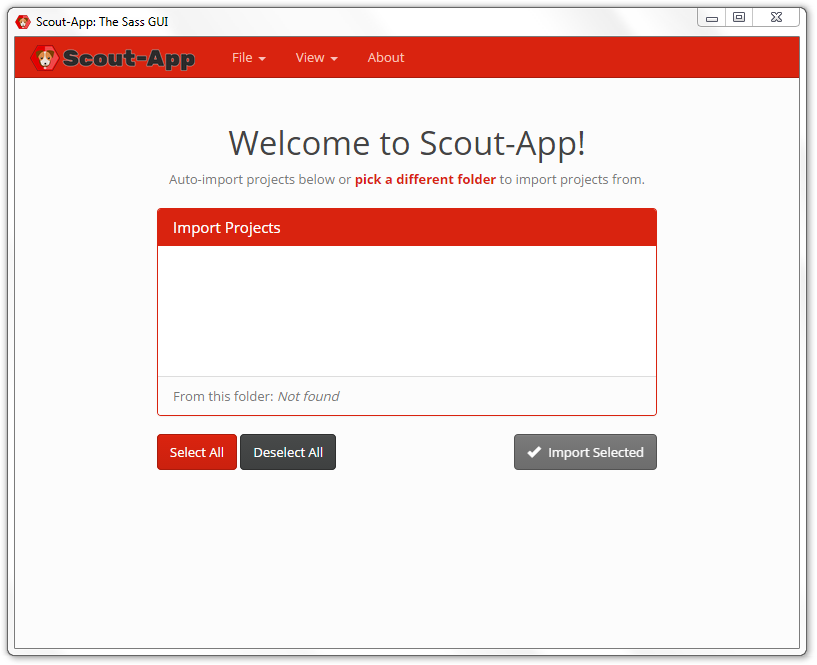 Scout-App: The Sass GUI
Scout-App File View About
Welcome to Scout-App!
Auto-import projects below or pick a different folder to import projects from.
Import Projects
From this folder: Not found
Select All Deselect All Import Selected